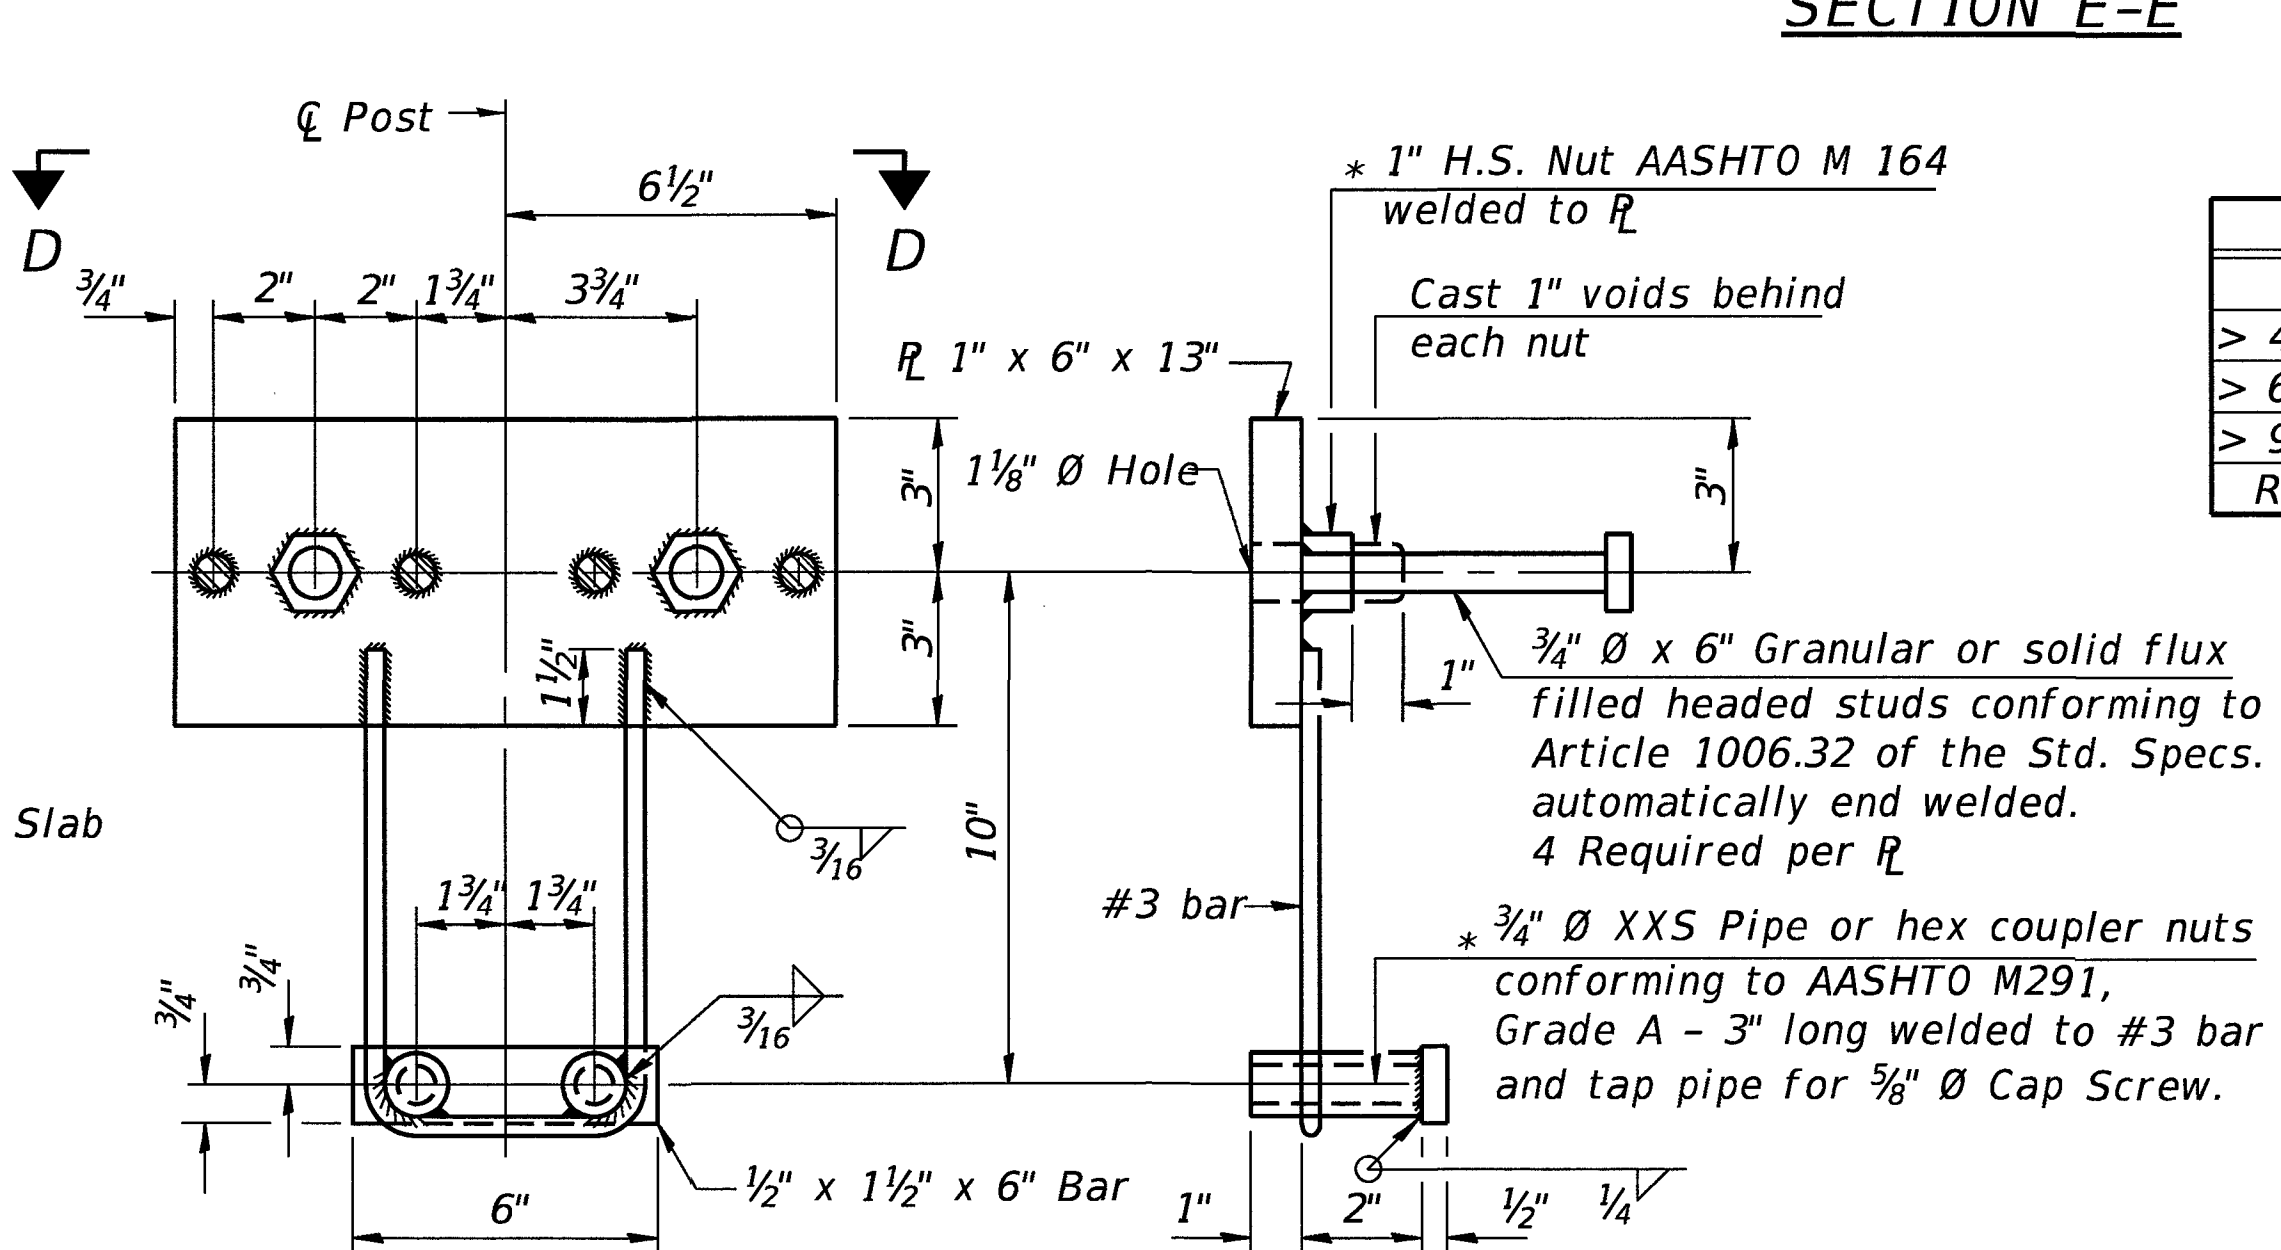 SECTION E-E
℄ Post
6½"
D
D
¾"
2"
2"
1¾"
3¾"
* 1" H.S. Nut AASHTO M 164
welded to ⅊
Cast 1" voids behind
each nut
⅊ 1" x 6" x 13"
1⅛" Ø Hole
3"
3"
3"
1½"
1"
3/16
10"
¾" Ø x 6" Granular or solid flux
filled headed studs conforming to
Article 1006.32 of the Std. Specs.
automatically end welded.
4 Required per ⅊
Slab
#3 bar
1¾"
1¾"
¾"
¾"
3/16
* ¾" Ø XXS Pipe or hex coupler nuts
conforming to AASHTO M291,
Grade A - 3" long welded to #3 bar
and tap pipe for ⅝" Ø Cap Screw.
½" x 1½" x 6" Bar
6"
1"
2"
½"
¼
> 4
> 6
> 9
R